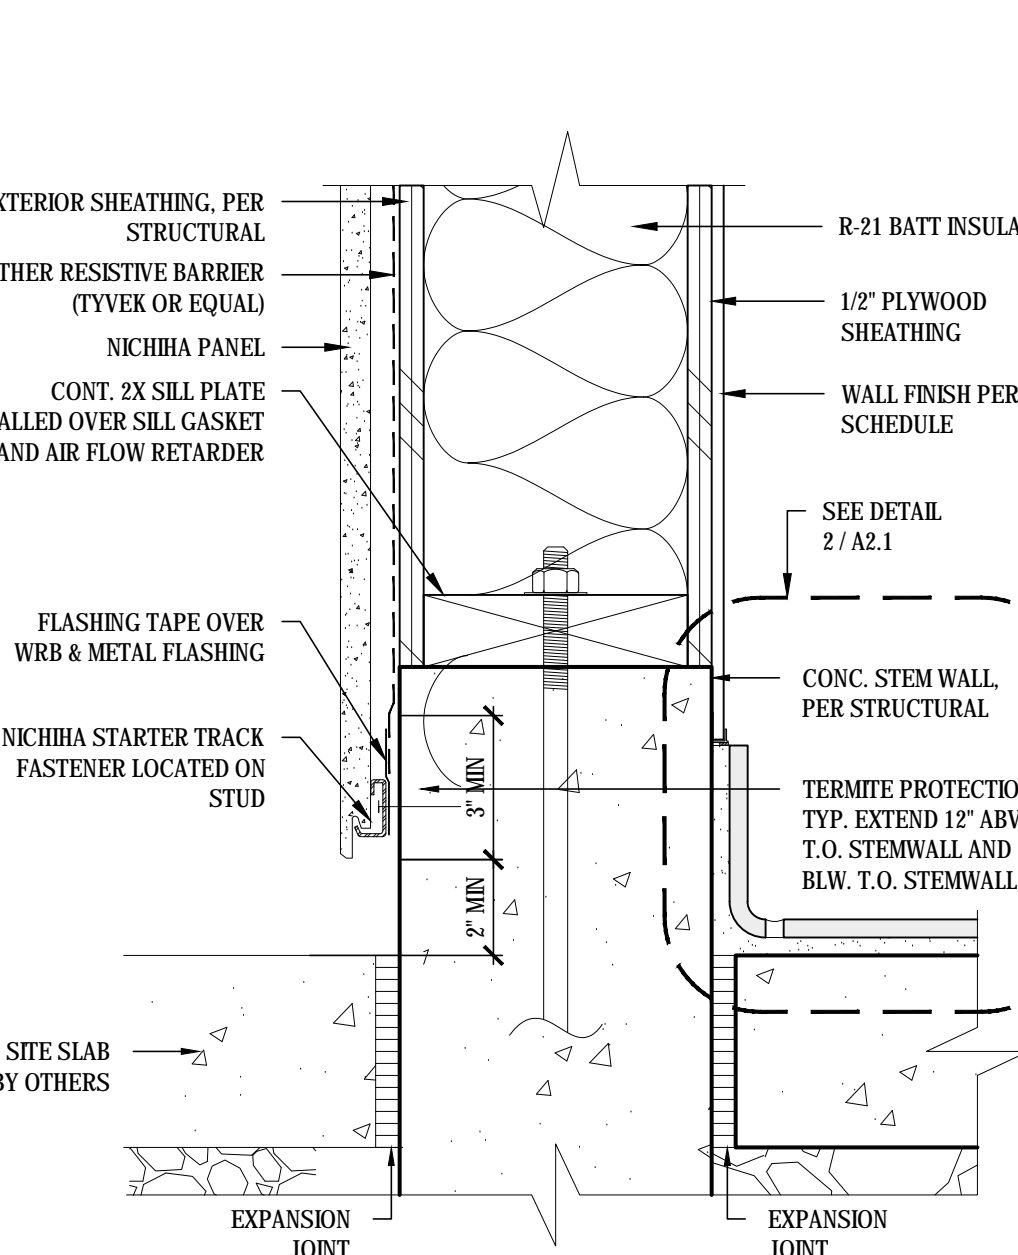 XTERIOR SHEATHING, PER
STRUCTURAL
THER RESISTIVE BARRIER
(TYVEK OR EQUAL)
NICHIHA PANEL
CONT. 2X SILL PLATE
ALLED OVER SILL GASKET
AND AIR FLOW RETARDER
FLASHING TAPE OVER
WRB & METAL FLASHING
NICHIHA STARTER TRACK
FASTENER LOCATED ON
STUD
SITE SLAB
BY OTHERS
EXPANSION
JOINT
3" MIN
2" MIN
R-21 BATT INSULA
1/2" PLYWOOD
SHEATHING
WALL FINISH PER
SCHEDULE
SEE DETAIL
2 / A2.1
CONC. STEM WALL,
PER STRUCTURAL
TERMITE PROTECTIO
TYP. EXTEND 12" ABV
T.O. STEMWALL AND
BLW. T.O. STEMWALL
EXPANSION
JOINT